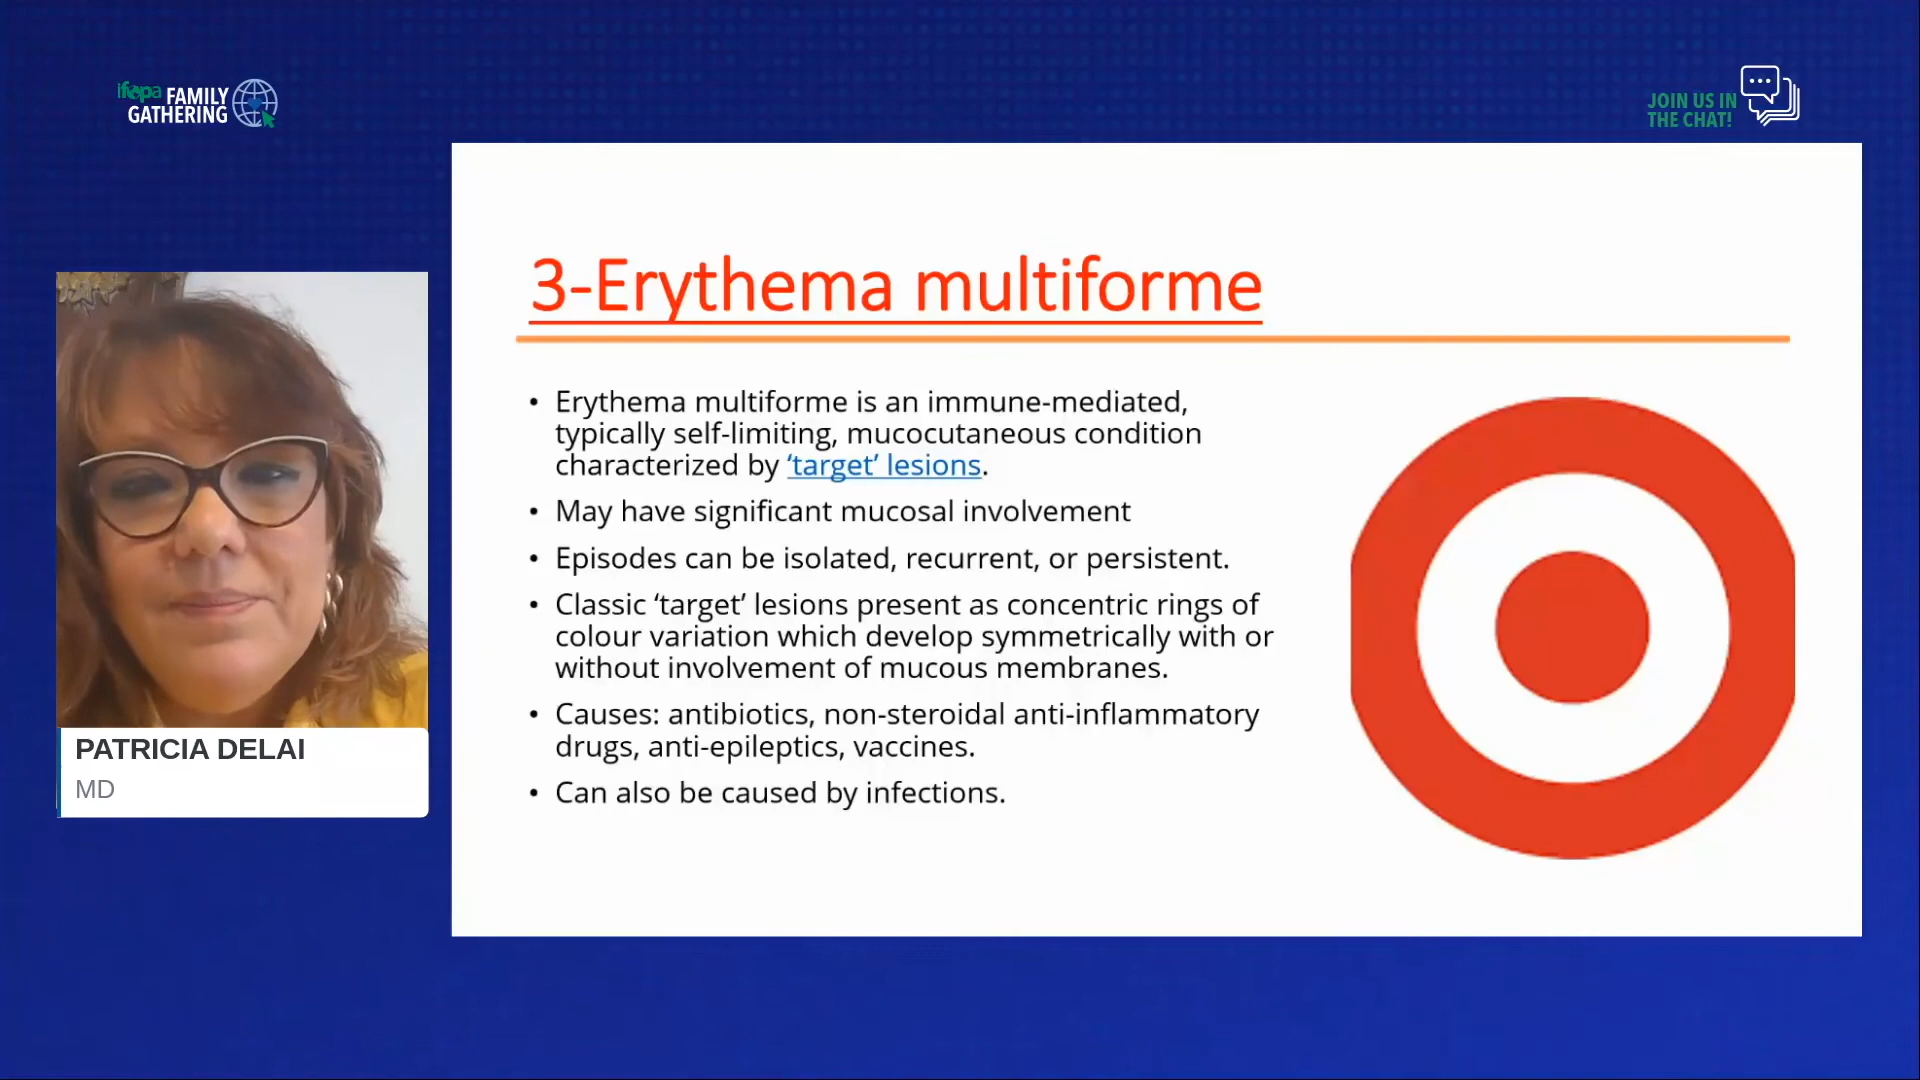 ifopa FAMILY
GATHERING
JOIN US IN
THE CHAT!
3-Erythema multiforme
• Erythema multiforme is an immune-mediated,
typically self-limiting, mucocutaneous condition
characterized by ‘target’ lesions.
• May have significant mucosal involvement
• Episodes can be isolated, recurrent, or persistent.
• Classic ‘target’ lesions present as concentric rings of
colour variation which develop symmetrically with or
without involvement of mucous membranes.
• Causes: antibiotics, non-steroidal anti-inflammatory
drugs, anti-epileptics, vaccines.
• Can also be caused by infections.
PATRICIA DELAI
MD